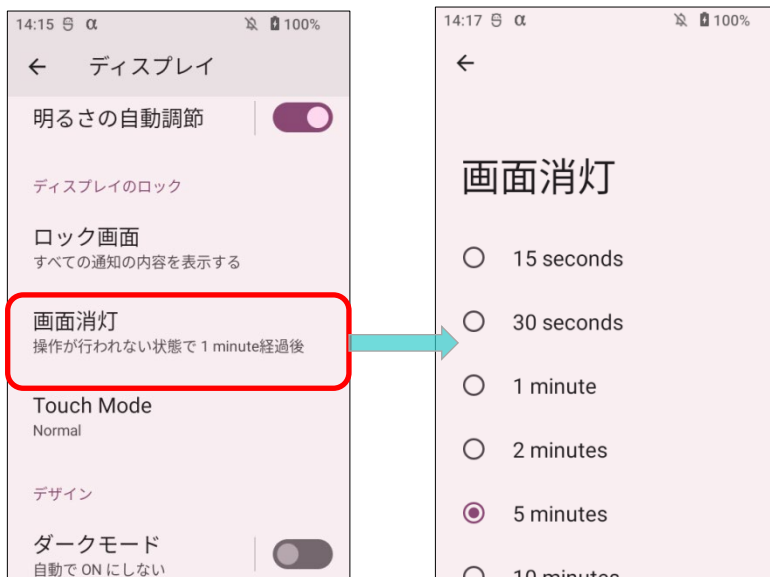 14:15 α 100%
ディスプレイ
明るさの自動調節
ディスプレイのロック
ロック画面
すべての通知の内容を表示する
画面消灯
操作が行われない状態で 1 minute経過後
Touch Mode
Normal
デザイン
ダークモード
自動で ON にしない
14:17 α 100%
画面消灯
15 seconds
30 seconds
1 minute
2 minutes
5 minutes
10 minutes